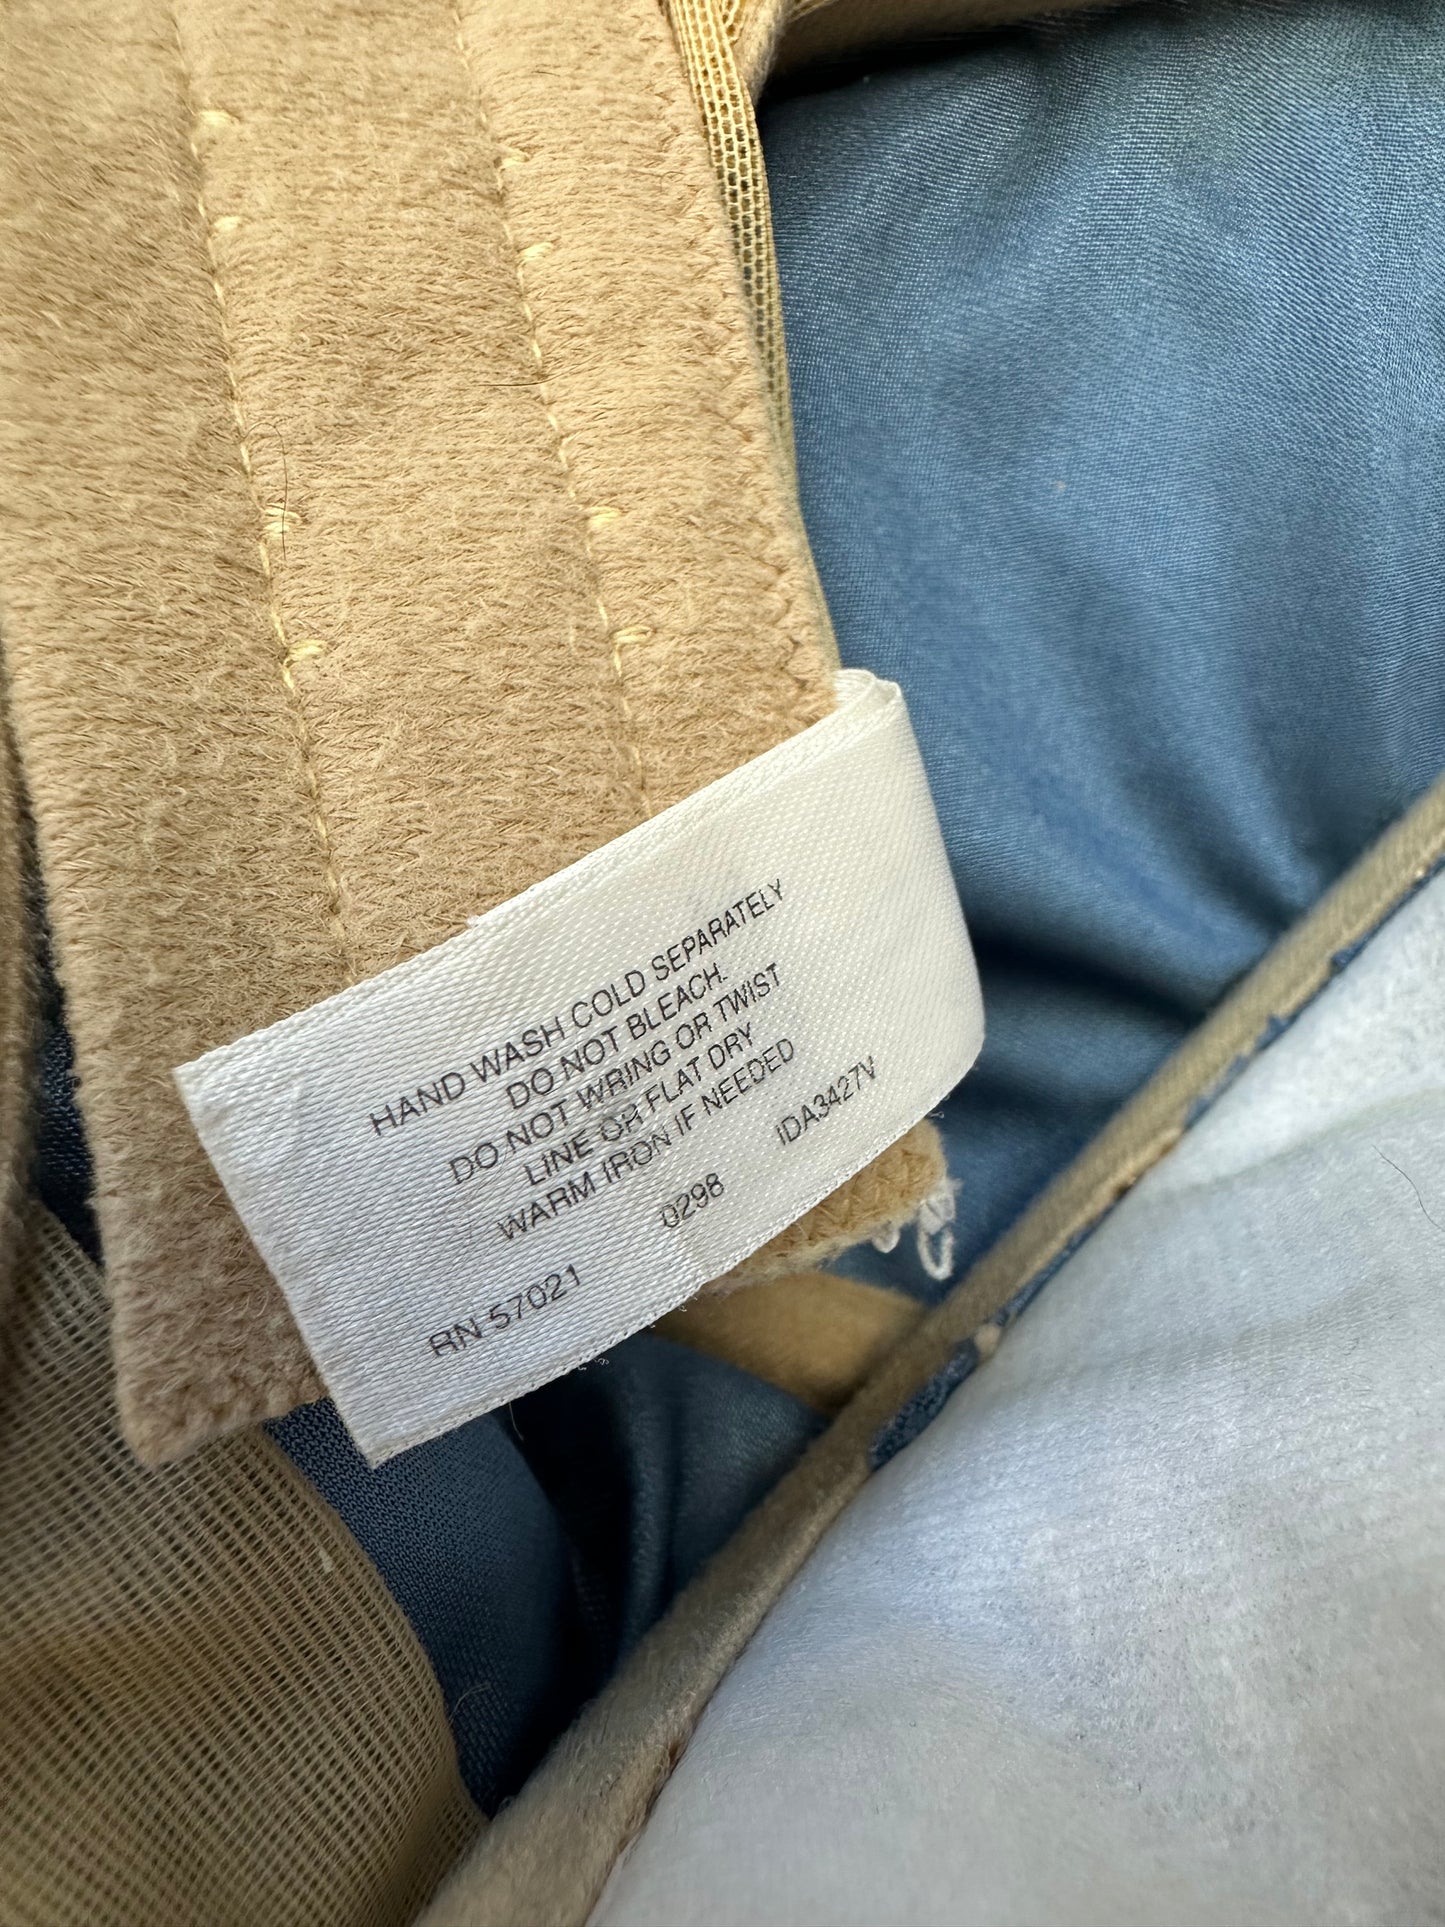 HAND WASH COLD SEPARATELY
DO NOT BLEACH.
DO NOT WRING OR TWIST
LINE OR FLAT DRY
WARM IRON IF NEEDED
0298 IDA3427V
RN 57021